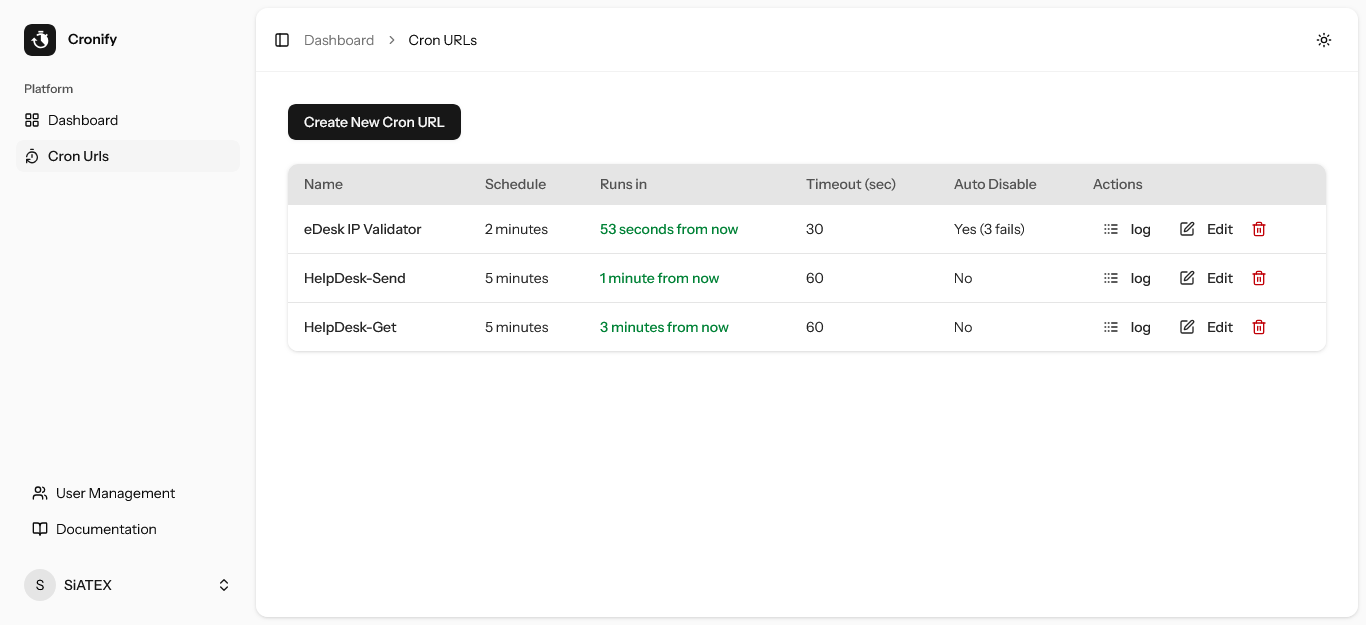 Cronify
Platform
Dashboard
Cron Urls
User Management
Documentation
S SiATEX
Dashboard > Cron URLs
Create New Cron URL
Name Schedule Runs in Timeout (sec) Auto Disable Actions
eDesk IP Validator 2 minutes 53 seconds from now 30 Yes (3 fails) log Edit
HelpDesk-Send 5 minutes 1 minute from now 60 No log Edit
HelpDesk-Get 5 minutes 3 minutes from now 60 No log Edit